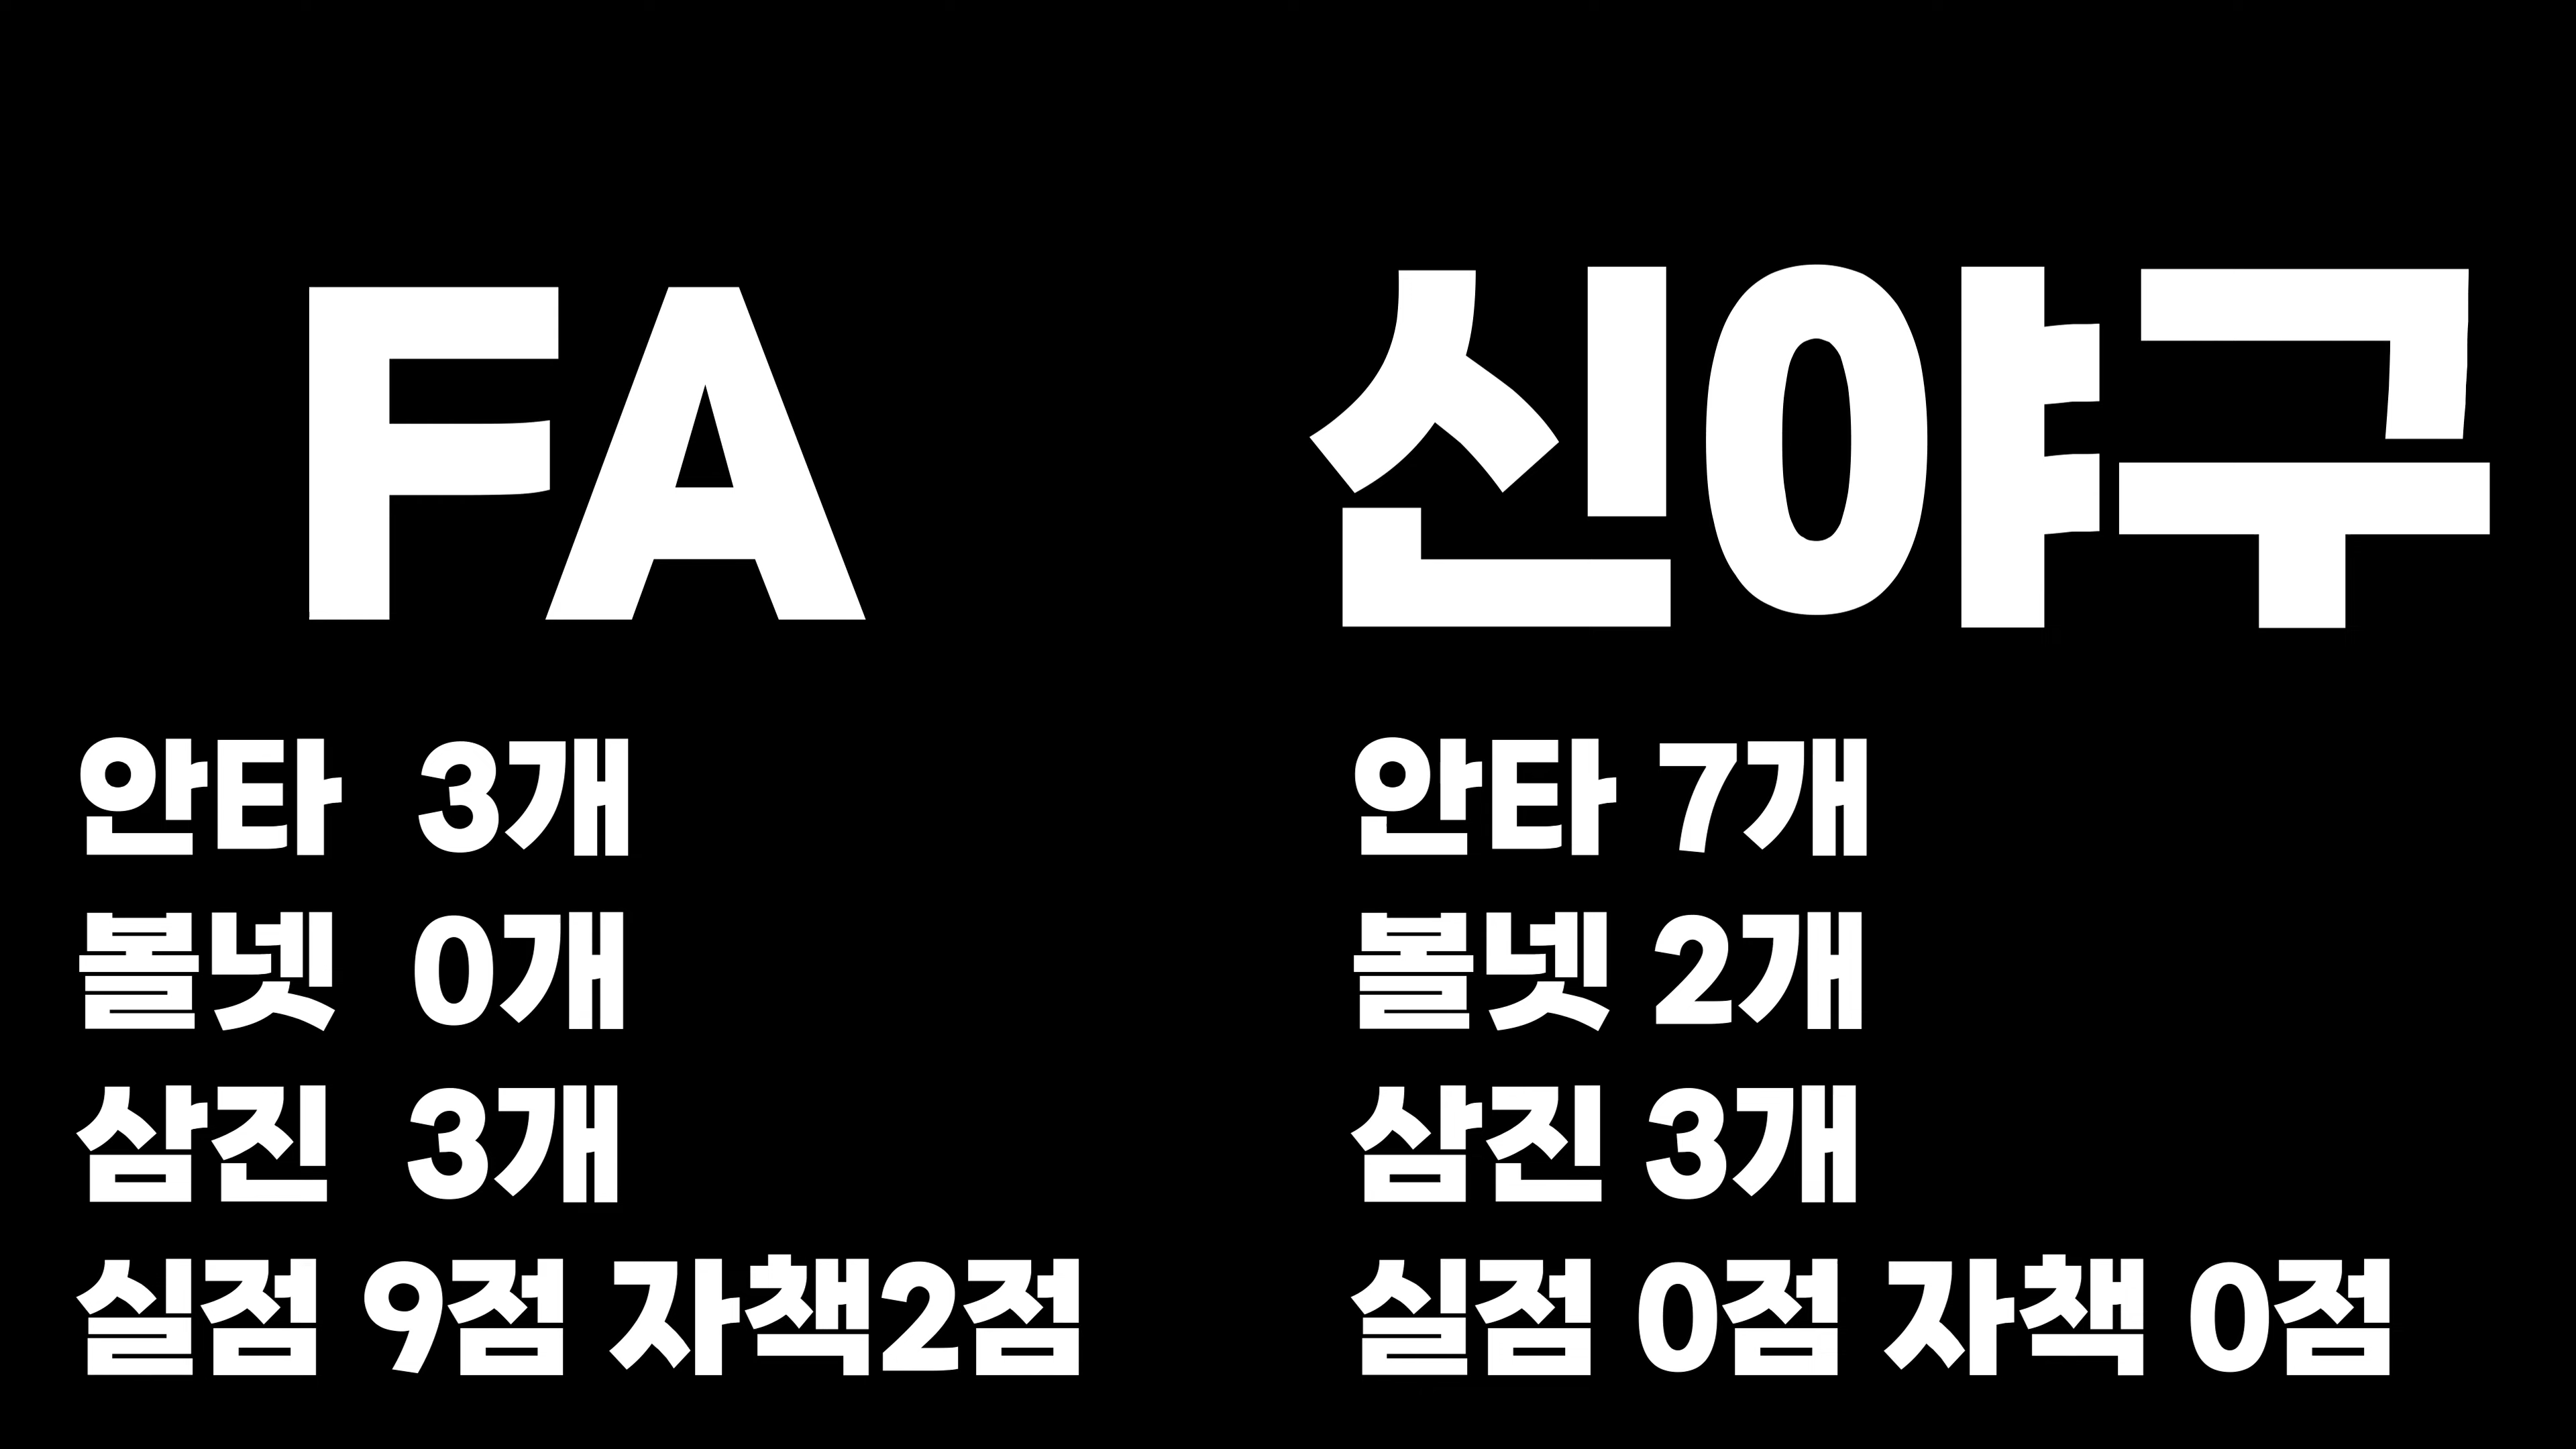 FA
안타 3개
볼넷 0개
삼진 3개
실점 9점 자책2점
신야구
안타 7개
볼넷 2개
삼진 3개
실점 0점 자책 0점